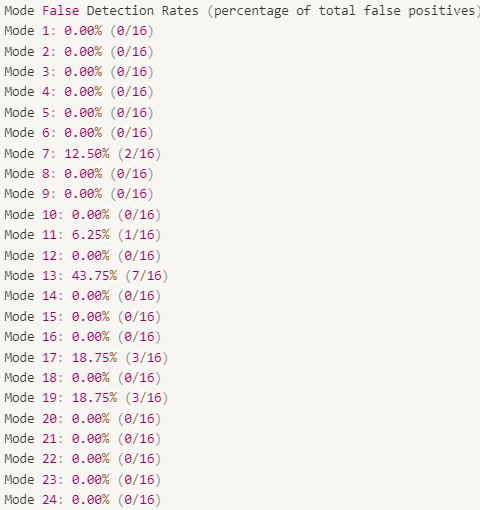 Mode False Detection Rates (percentage of total false positives)
Mode 1: 0.00% (0/16)
Mode 2: 0.00% (0/16)
Mode 3: 0.00% (0/16)
Mode 4: 0.00% (0/16)
Mode 5: 0.00% (0/16)
Mode 6: 0.00% (0/16)
Mode 7: 12.50% (2/16)
Mode 8: 0.00% (0/16)
Mode 9: 0.00% (0/16)
Mode 10: 0.00% (0/16)
Mode 11: 6.25% (1/16)
Mode 12: 0.00% (0/16)
Mode 13: 43.75% (7/16)
Mode 14: 0.00% (0/16)
Mode 15: 0.00% (0/16)
Mode 16: 0.00% (0/16)
Mode 17: 18.75% (3/16)
Mode 18: 0.00% (0/16)
Mode 19: 18.75% (3/16)
Mode 20: 0.00% (0/16)
Mode 21: 0.00% (0/16)
Mode 22: 0.00% (0/16)
Mode 23: 0.00% (0/16)
Mode 24: 0.00% (0/16)